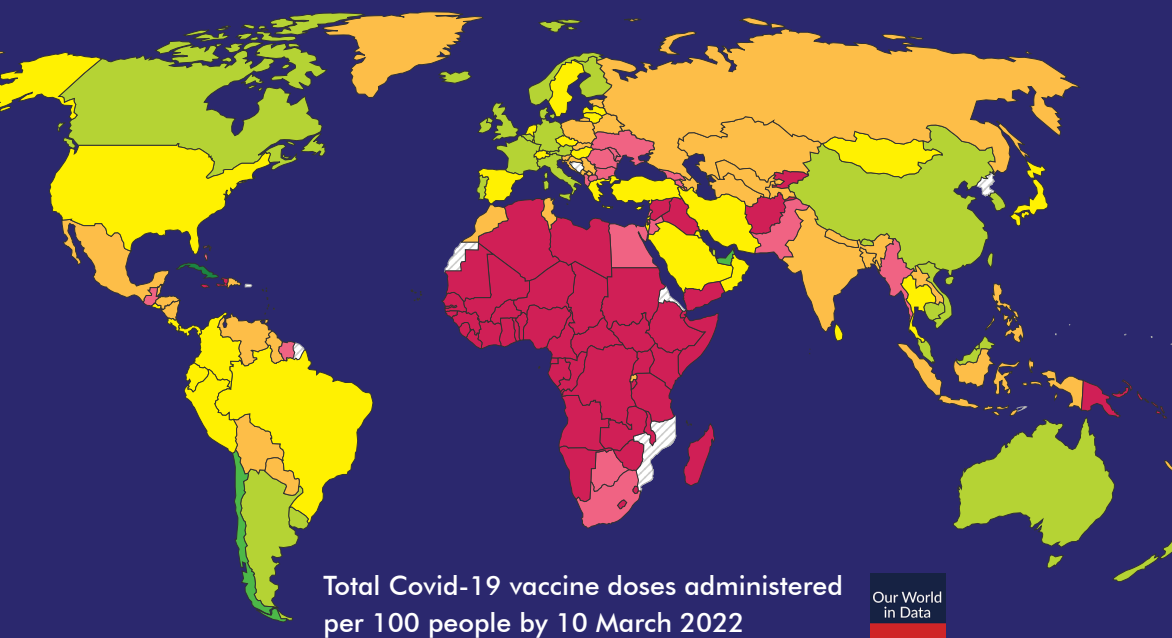 Total Covid-19 vaccine doses administered
per 100 people by 10 March 2022
Our World
in Data